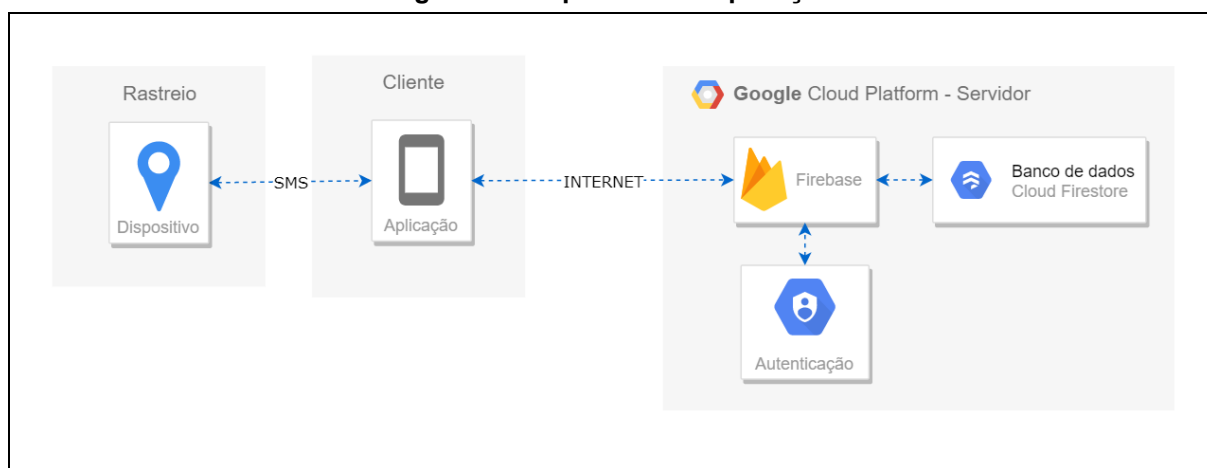 Rastreio
Dispositivo
SMS
Cliente
Aplicação
INTERNET
Google Cloud Platform - Servidor
Firebase
Banco de dados
Cloud Firestore
Autenticação